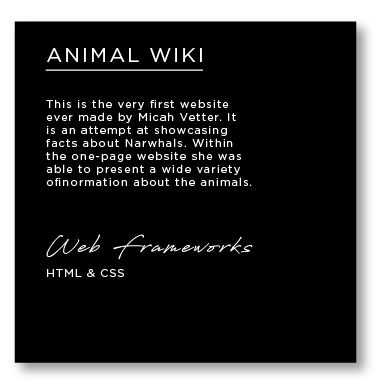 ANIMAL WIKI
This is the very first website
ever made by Micah Vetter. It
is an attempt at showcasing
facts about Narwhals. Within
the one-page website she was
able to present a wide variety
ofinormation about the animals.
Web Frameworks
HTML & CSS